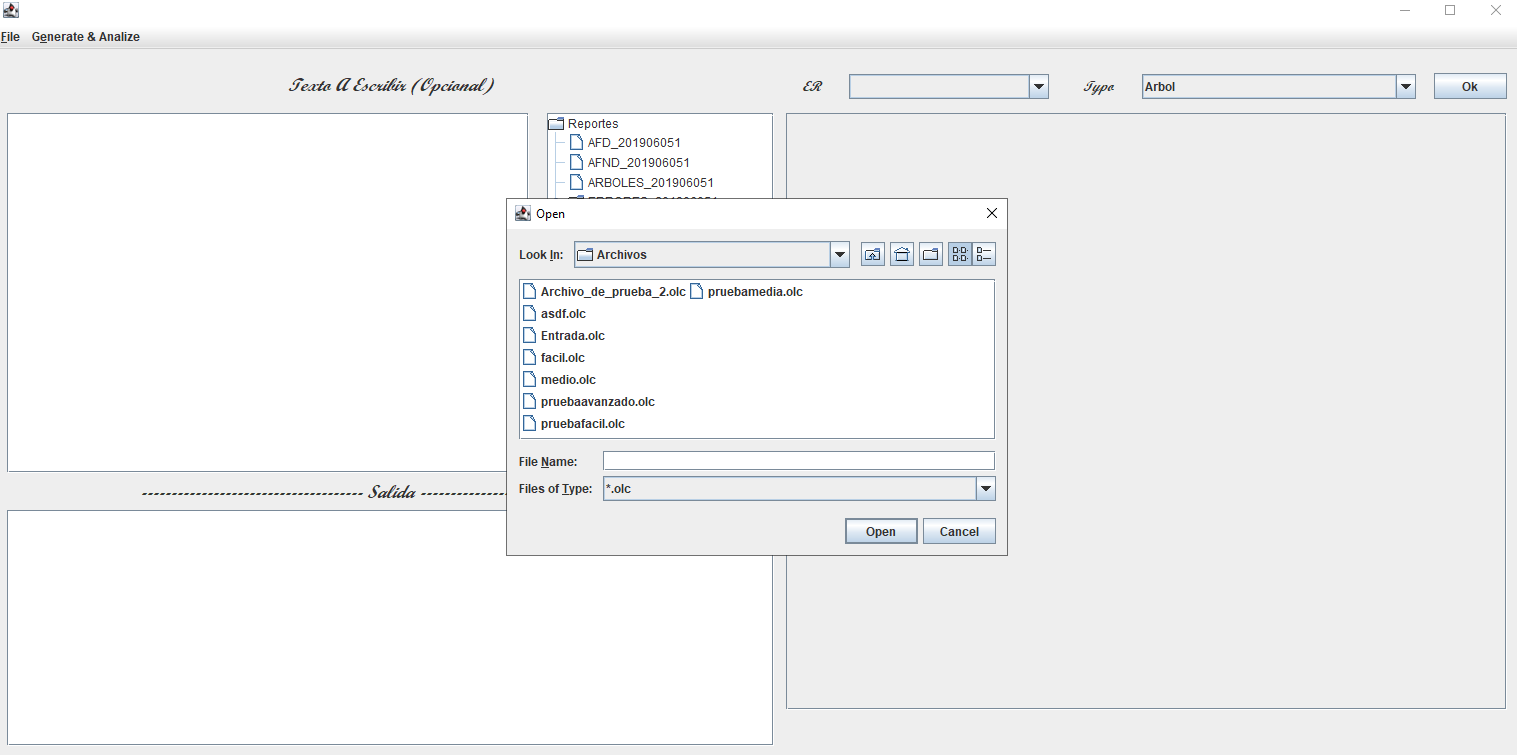 File Generate & Analize
Texto A Escribir (Opcional)
ER
Typo
Arbol
Ok
Reportes
AFD_201906051
AFND_201906051
ARBOLES_201906051
Open
Look In:
Archivos
Archivo_de_prueba_2.olc
pruebamedia.olc
asdf.olc
Entrada.olc
facil.olc
medio.olc
pruebaavanzado.olc
pruebafacil.olc
File Name:
Files of Type:
*.olc
Open
Cancel
----------------------------------- Salida --------------